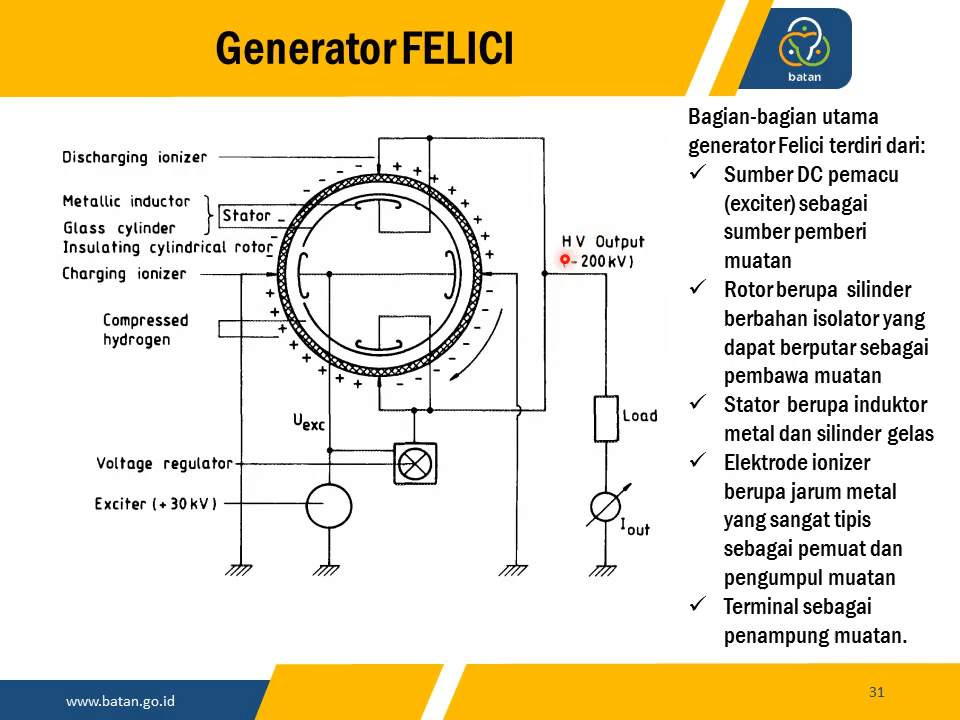 Generator FELICI
batan
Discharging ionizer
Metallic inductor
Glass cylinder
Stator
Insulating cylindrical rotor
Charging ionizer
Compressed
hydrogen
Uexc
Voltage regulator
Exciter (+30kV)
HV Output
(-200kV)
Load
Iout
Bagian-bagian utama
generator Felici terdiri dari:
✓ Sumber DC pemacu
(exciter) sebagai
sumber pemberi
muatan
✓ Rotor berupa silinder
berbahan isolator yang
dapat berputar sebagai
pembawa muatan
✓ Stator berupa induktor
metal dan silinder gelas
✓ Elektrode ionizer
berupa jarum metal
yang sangat tipis
sebagai pemuat dan
pengumpul muatan
✓ Terminal sebagai
penampung muatan.
www.batan.go.id
31